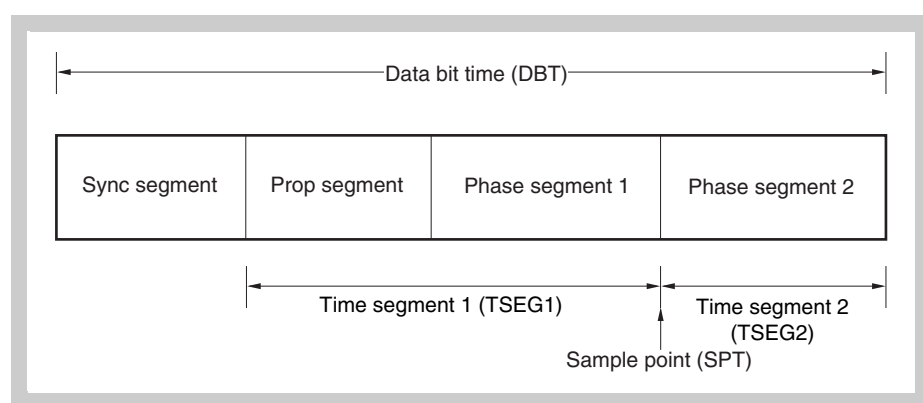 Data bit time (DBT)
Sync segment
Prop segment
Phase segment 1
Phase segment 2
Time segment 1 (TSEG1)
Time segment 2
(TSEG2)
Sample point (SPT)